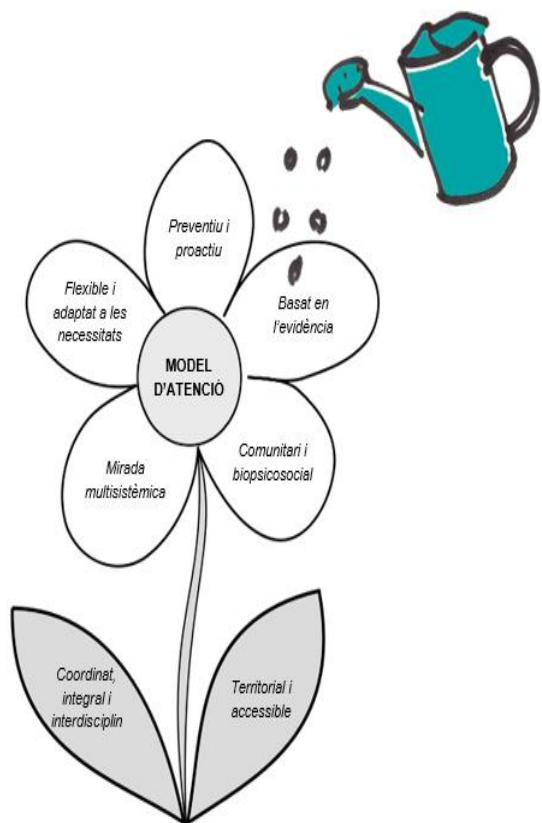 Preventiu i
proactiu
Flexible i
adaptat a les
necessitats
Basat en
l'evidència
MODEL
D'ATENCIÓ
Mirada
multisistèmica
Comunitari i
biopsicosocial
Coordinat,
integral i
interdisciplin
Territorial i
accessible